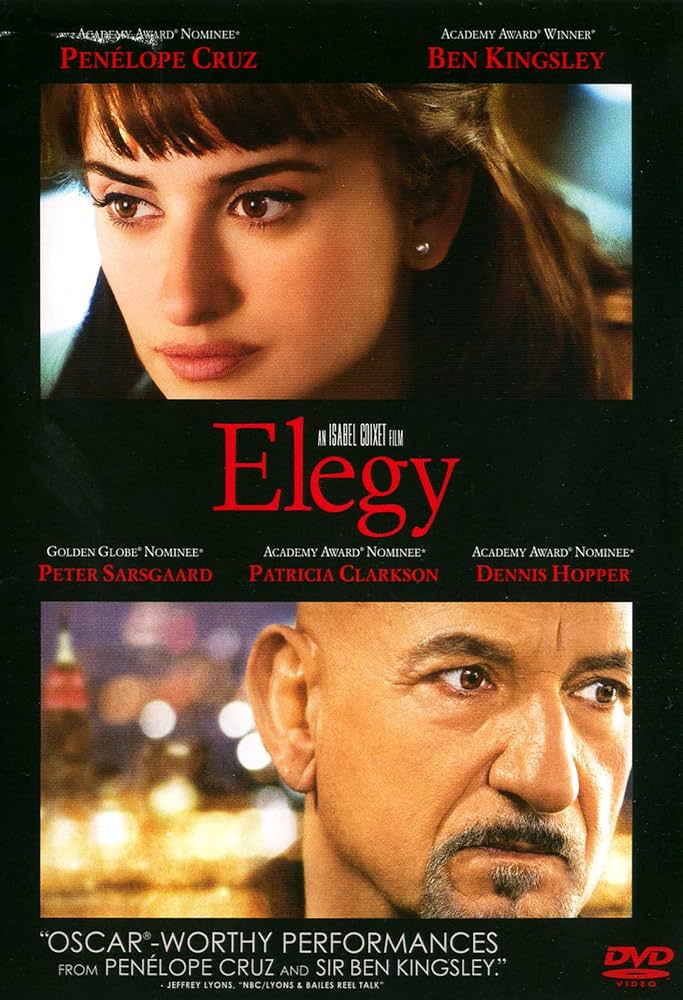 ACADEMY AWARD® NOMINEE*
PENÉLOPE CRUZ
ACADEMY AWARD® WINNER*
BEN KINGSLEY
AN ISABEL COIXET FILM
Elegy
GOLDEN GLOBE® NOMINEE*
PETER SARSGAARD
ACADEMY AWARD® NOMINEE*
PATRICIA CLARKSON
ACADEMY AWARD® NOMINEE*
DENNIS HOPPER
“OSCAR®-WORTHY PERFORMANCES
FROM PENÉLOPE CRUZ AND SIR BEN KINGSLEY.”
- JEFFREY LYONS, “NBC/LYONS & BAILES REEL TALK”
DVD
VIDEO